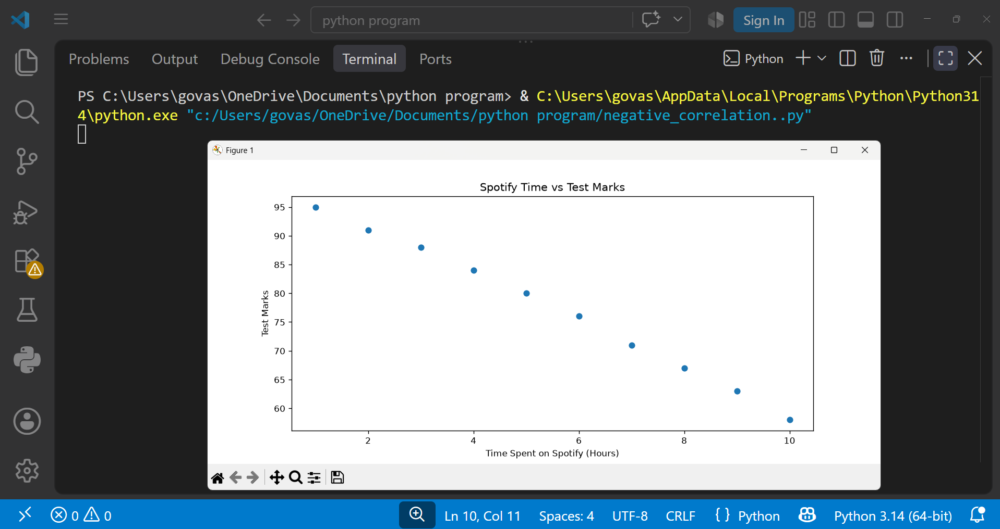 python program
Sign In
Problems Output Debug Console Terminal Ports
Python
PS C:\Users\govas\OneDrive\Documents\python program> & C:\Users\govas\AppData\Local\Programs\Python\Python31
4\python.exe "c:/Users/govas/OneDrive/Documents/python program/negative_correlation..py"
Figure 1
Spotify Time vs Test Marks
95
90
85
80
75
70
65
60
Test Marks
2 4 6 8 10
Time Spent on Spotify (Hours)
0 0
Ln 10, Col 11 Spaces: 4 UTF-8 CRLF { } Python Python 3.14 (64-bit)